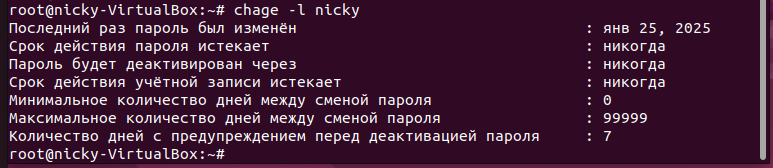 root@nicky-VirtualBox:~# chage -l nicky
Последний раз пароль был изменён : янв 25, 2025
Срок действия пароля истекает : никогда
Пароль будет деактивирован через : никогда
Срок действия учётной записи истекает : никогда
Минимальное количество дней между сменой пароля : 0
Максимальное количество дней между сменой пароля : 99999
Количество дней с предупреждением перед деактивацией пароля : 7
root@nicky-VirtualBox:~#